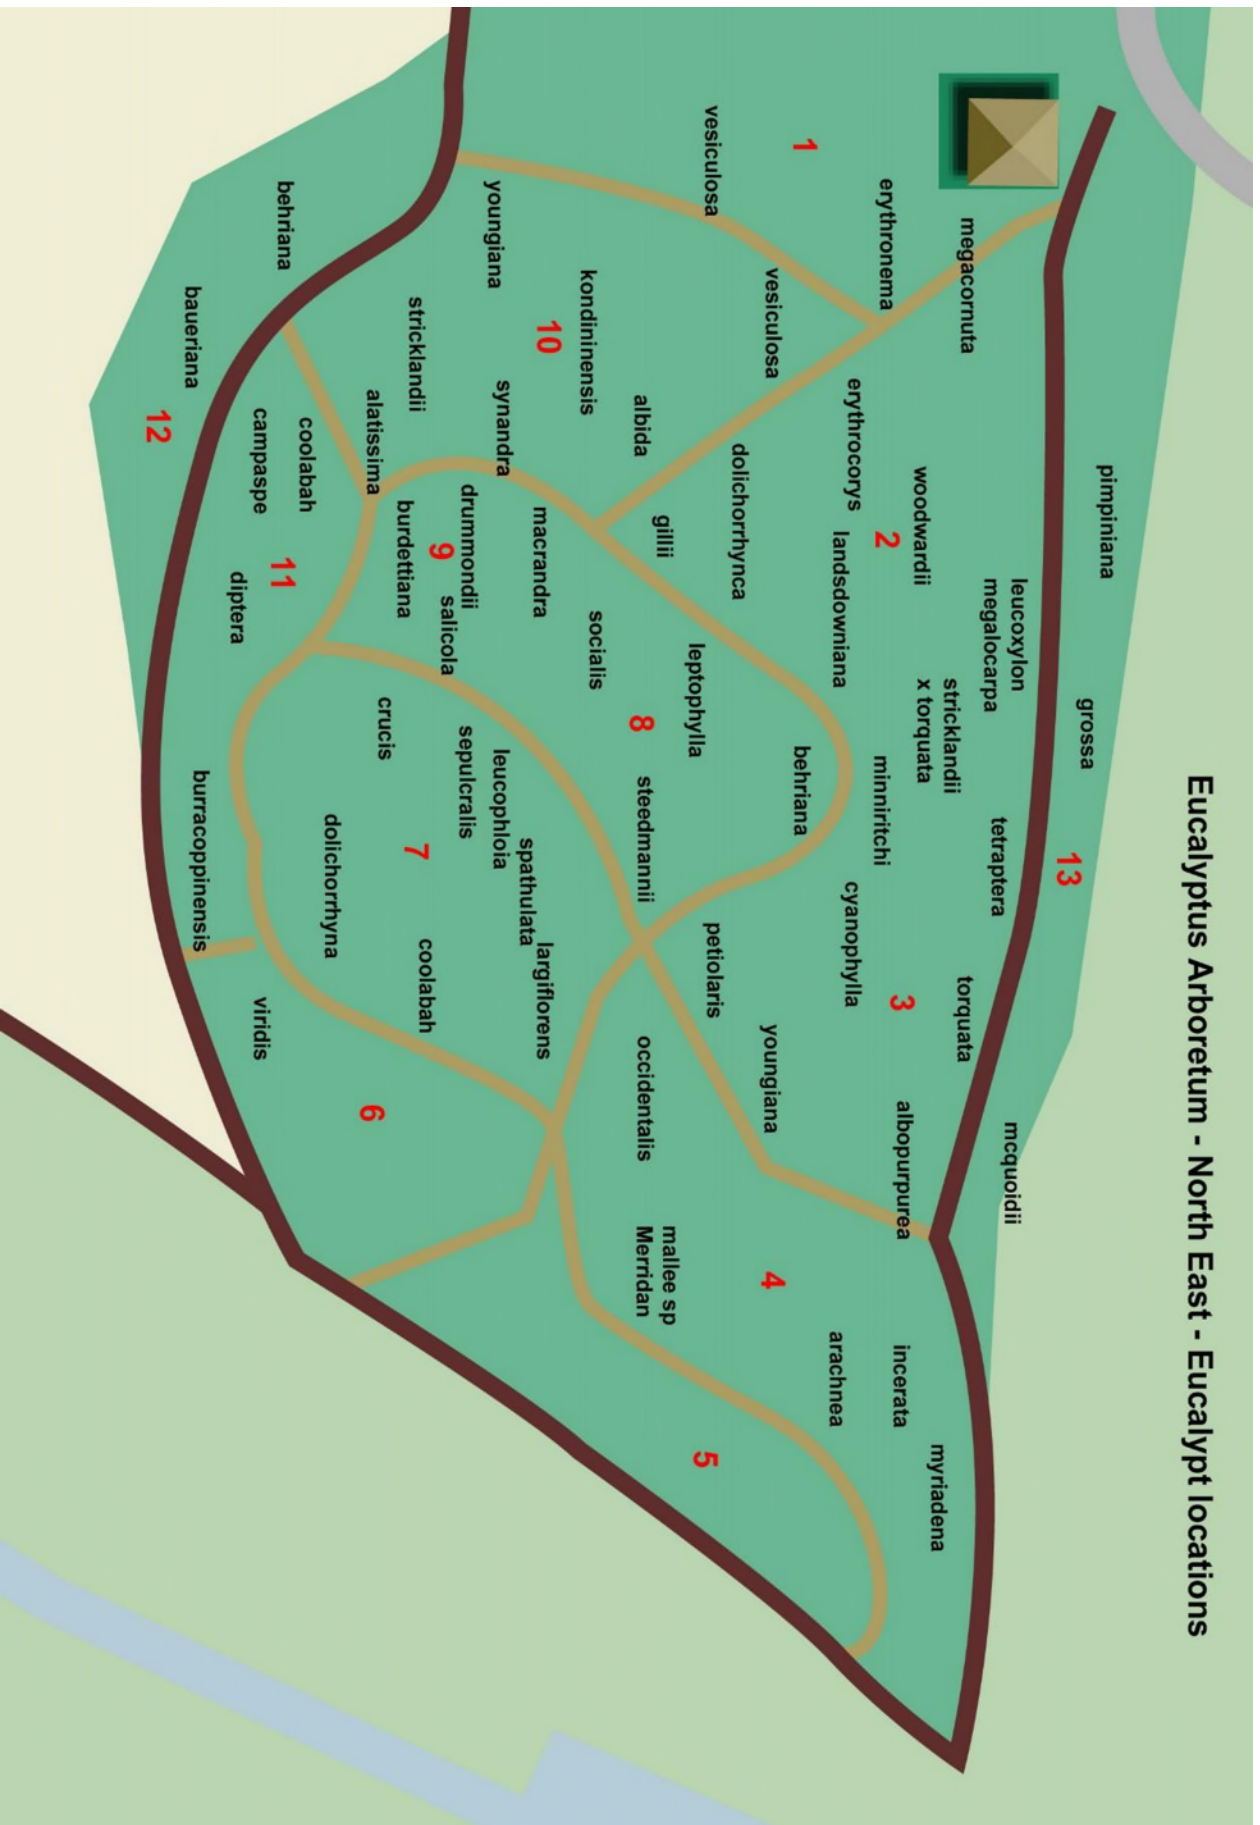 Eucalyptus Arboretum - North East - Eucalypt locations
pimpiniana
grossa
13
mcquoidii
megacornuta
leucoxylon
megalocarpa
tetraptera
torquata
woodwardii
stricklandii
x torquata
erythronema
erythrocorys
2
landsdowniana
minniritchi
cyanophylla
3
albopurpurea
incerata
myriadena
1
vesiculosa
vesiculosa
dolichorrhynca
behriana
youngiana
4
arachnea
albida
gillii
leptophylla
petiolaris
5
kondininensis
socialis
8
steedmannii
occidentalis
mallee sp
Merridan
youngiana
10
synandra
macrandra
stricklandii
drummondii
9
salicola
burdettiana
sepulcralis
leucophloia
spathulata
largiflorens
alatissima
crucis
7
coolabah
6
behriana
coolabah
campaspe
11
diptera
dolichorrhyna
baueriana
12
burracoppinensis
viridis